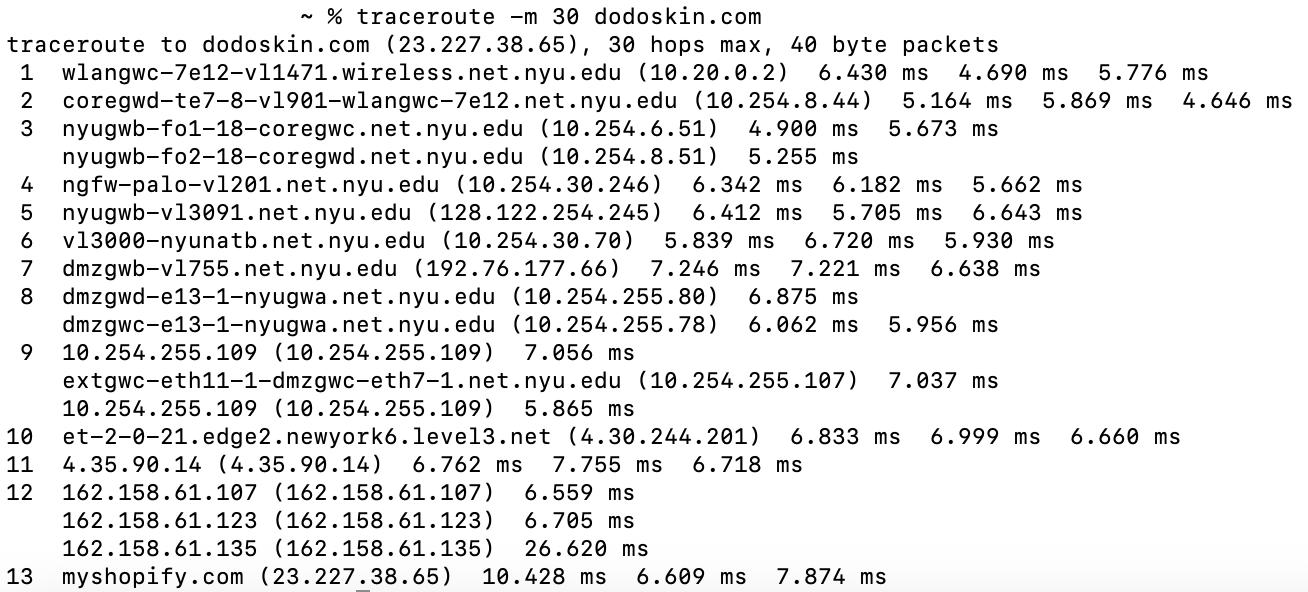 ~ % traceroute -m 30 dodoskin.com
traceroute to dodoskin.com (23.227.38.65), 30 hops max, 40 byte packets
1 wlangwc-7e12-vl1471.wireless.net.nyu.edu (10.20.0.2) 6.430 ms 4.690 ms 5.776 ms
2 coregwd-te7-8-vl901-wlangwc-7e12.net.nyu.edu (10.254.8.44) 5.164 ms 5.869 ms 4.646 ms
3 nyugwb-fo1-18-coregwc.net.nyu.edu (10.254.6.51) 4.900 ms 5.673 ms
nyugwb-fo2-18-coregwd.net.nyu.edu (10.254.8.51) 5.255 ms
4 ngfw-palo-vl201.net.nyu.edu (10.254.30.246) 6.342 ms 6.182 ms 5.662 ms
5 nyugwb-vl3091.net.nyu.edu (128.122.254.245) 6.412 ms 5.705 ms 6.643 ms
6 vl3000-nyunatb.net.nyu.edu (10.254.30.70) 5.839 ms 6.720 ms 5.930 ms
7 dmzgwb-vl755.net.nyu.edu (192.76.177.66) 7.246 ms 7.221 ms 6.638 ms
8 dmzgwd-e13-1-nyugwa.net.nyu.edu (10.254.255.80) 6.875 ms
dmzgwc-e13-1-nyugwa.net.nyu.edu (10.254.255.78) 6.062 ms 5.956 ms
9 10.254.255.109 (10.254.255.109) 7.056 ms
extgwc-eth11-1-dmzgwc-eth7-1.net.nyu.edu (10.254.255.107) 7.037 ms
10.254.255.109 (10.254.255.109) 5.865 ms
10 et-2-0-21.edge2.newyork6.level3.net (4.30.244.201) 6.833 ms 6.999 ms 6.660 ms
11 4.35.90.14 (4.35.90.14) 6.762 ms 7.755 ms 6.718 ms
12 162.158.61.107 (162.158.61.107) 6.559 ms
162.158.61.123 (162.158.61.123) 6.705 ms
162.158.61.135 (162.158.61.135) 26.620 ms
13 myshopify.com (23.227.38.65) 10.428 ms 6.609 ms 7.874 ms